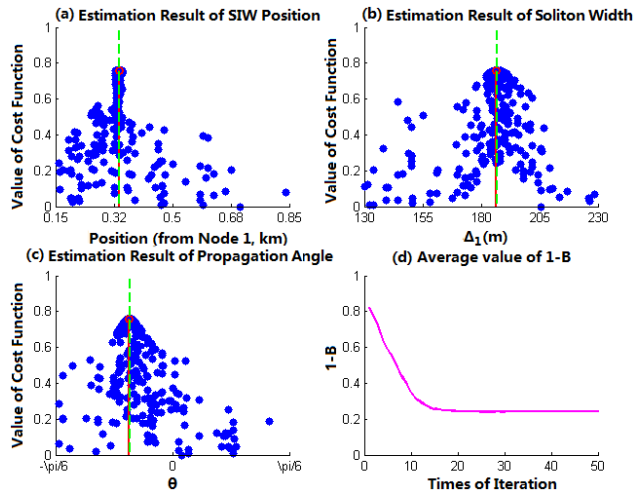 (a) Estimation Result of SIW Position
Value of Cost Function
1
0.8
0.6
0.4
0.2
0
0.15
0.32
0.5
0.68
0.85
Position (from Node 1, km)
(b) Estimation Result of Soliton Width
Value of Cost Function
1
0.8
0.6
0.4
0.2
0
130
155
180
205
230
Δ1(m)
(c) Estimation Result of Propagation Angle
Value of Cost Function
1
0.8
0.6
0.4
0.2
0
-\pi/6
0
\pi/6
θ
(d) Average value of 1-B
1-B
1
0.8
0.6
0.4
0.2
0
0
10
20
30
40
50
Times of Iteration